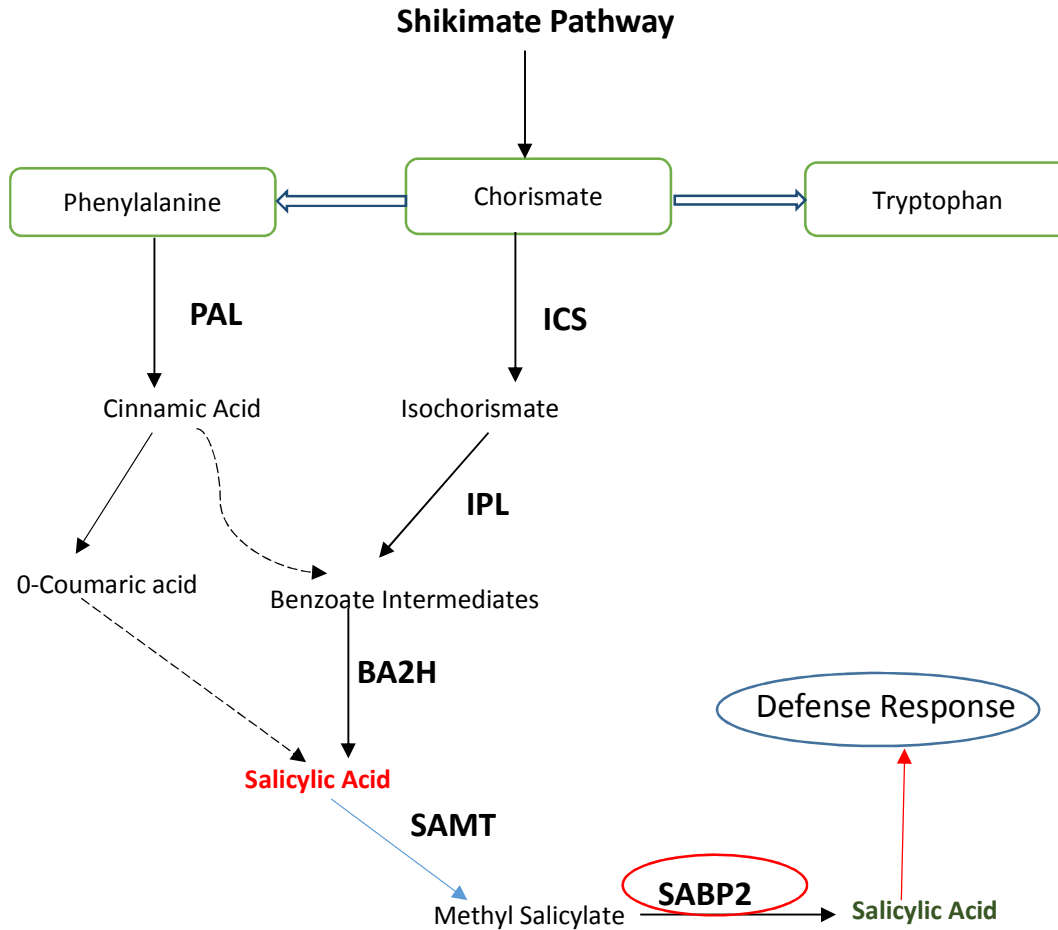 Shikimate Pathway
Phenylalanine
Chorismate
Tryptophan
PAL
ICS
Cinnamic Acid
Isochorismate
IPL
0-Coumaric acid
Benzoate Intermediates
BA2H
Defense Response
Salicylic Acid
SAMT
SABP2
Methyl Salicylate
Salicylic Acid